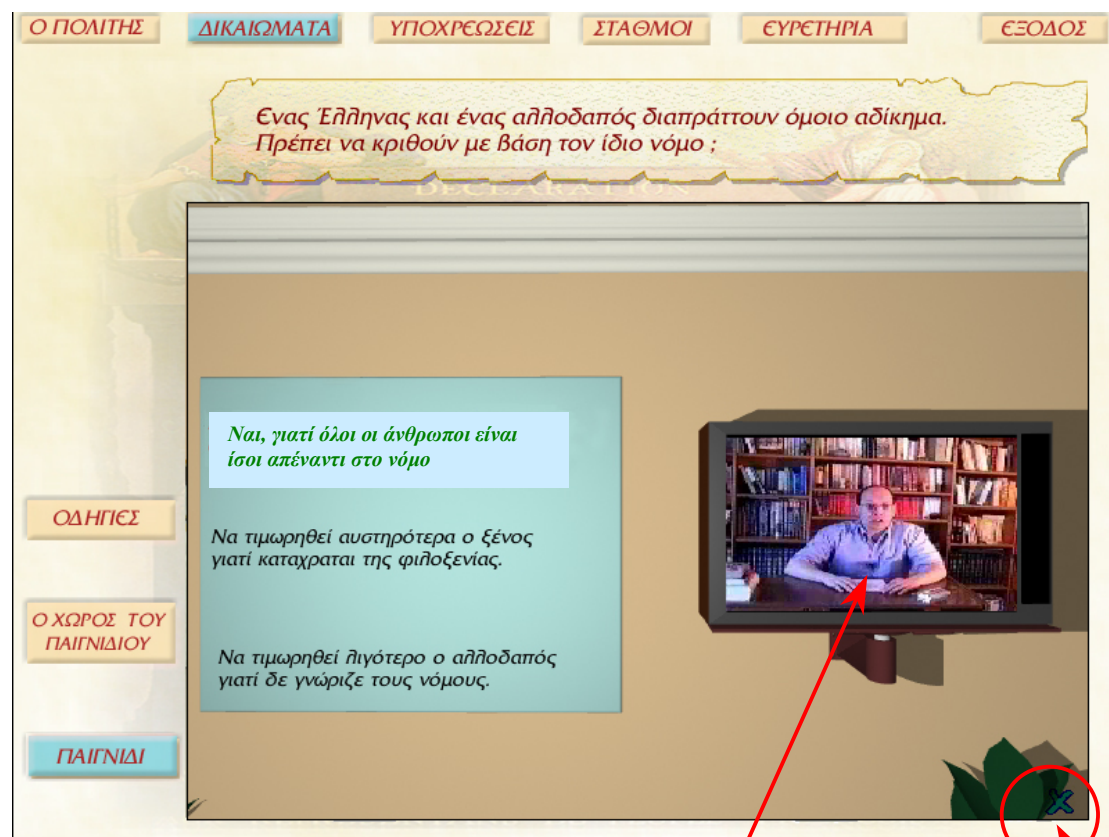 Ο ΠΟΛΙΤΗΣ ΔΙΚΑΙΩΜΑΤΑ ΥΠΟΧΡΕΩΣΕΙΣ ΣΤΑΘΜΟΙ ΕΥΡΕΤΗΡΙΑ ΕΞΟΔΟΣ
Ενας Έλληνας και ένας αλλοδαπός διαπράττουν όμοιο αδίκημα.
Πρέπει να κριθούν με βάση τον ίδιο νόμο ;
DECLARATION
Ναι, γιατί όλοι οι άνθρωποι είναι
ίσοι απέναντι στο νόμο
Να τιμωρηθεί αυστηρότερα ο ξένος
γιατί καταχραται της φιλοξενίας.
Να τιμωρηθεί λιγότερο ο αλλοδαπός
γιατί δε γνώριζε τους νόμους.
ΟΔΗΓΙΕΣ
Ο ΧΩΡΟΣ ΤΟΥ
ΠΑΙΓΝΙΔΙΟΥ
ΠΑΙΓΝΙΔΙ